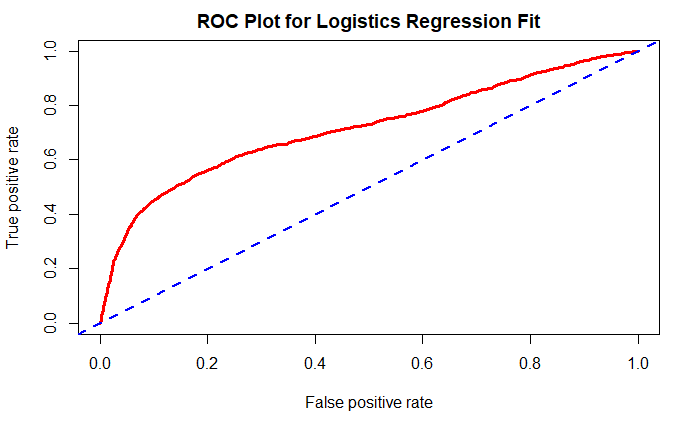 ROC Plot for Logistics Regression Fit
True positive rate
1.0
0.8
0.6
0.4
0.2
0.0
0.0 0.2 0.4 0.6 0.8 1.0
False positive rate